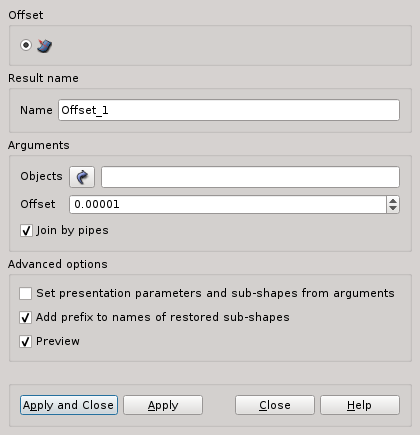 Offset
Result name
Name Offset_1
Arguments
Objects
Offset 0.00001
Join by pipes
Advanced options
Set presentation parameters and sub-shapes from arguments
Add prefix to names of restored sub-shapes
Preview
Apply and Close Apply Close Help